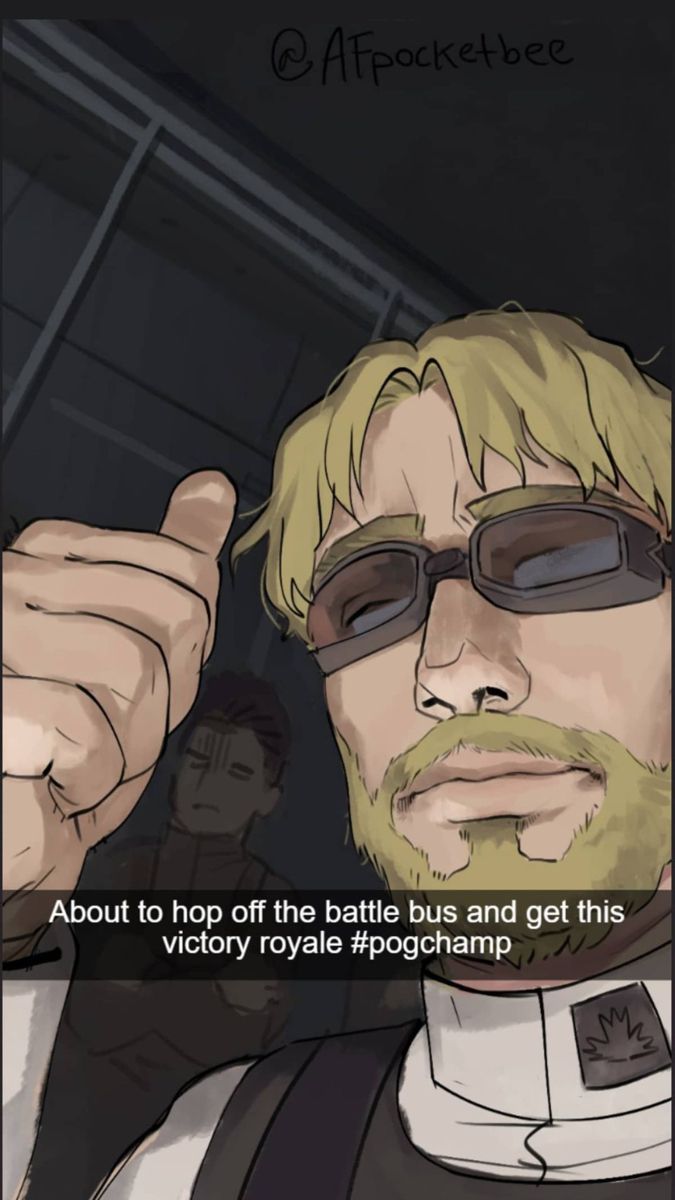 @AFpocketbee
About to hop off the battle bus and get this
victory royale #pogchamp